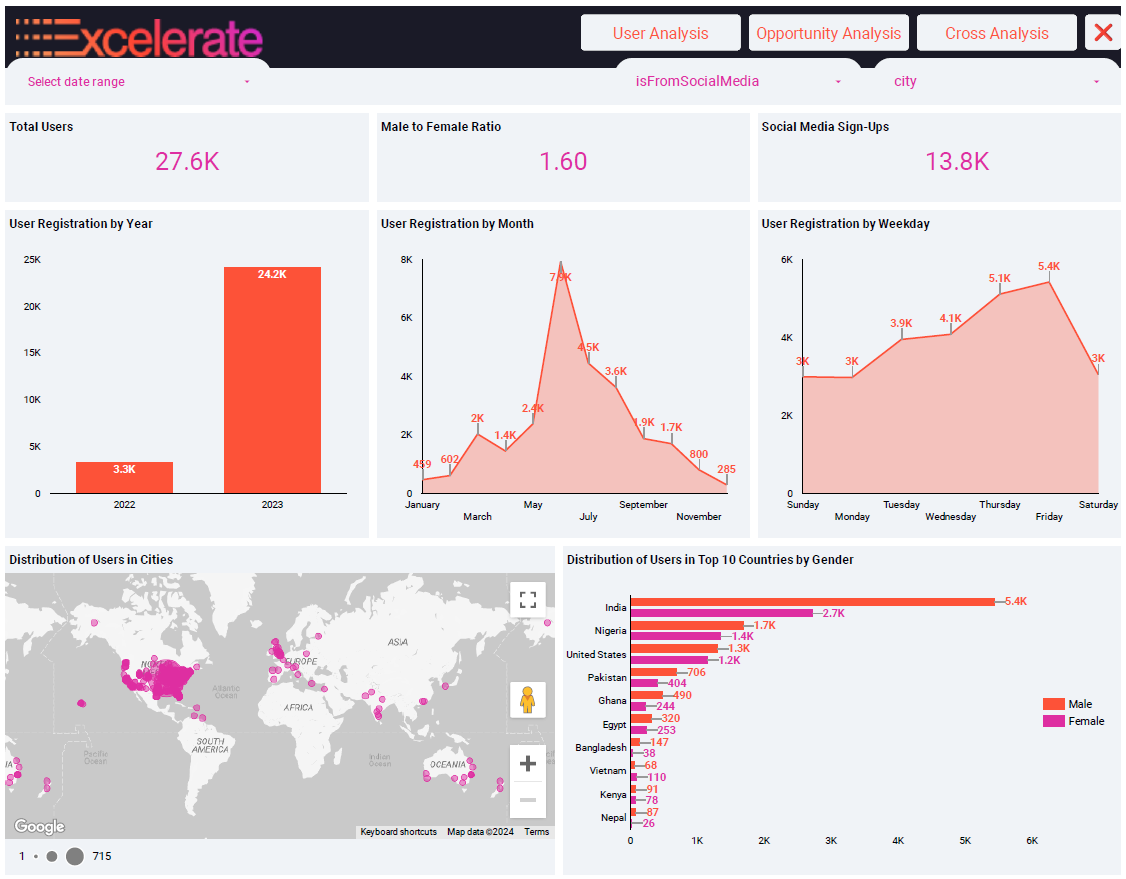 Excelerate
User Analysis
Opportunity Analysis
Cross Analysis
Select date range
isFromSocialMedia
city
Total Users
27.6K
Male to Female Ratio
1.60
Social Media Sign-Ups
13.8K
User Registration by Year
25K
20K
15K
10K
5K
0
24.2K
3.3K
2022
2023
User Registration by Month
8K
6K
4K
2K
0
459
602
2K
1.4K
2.4K
7.9K
4.5K
3.6K
1.9K
1.7K
800
285
January
March
May
July
September
November
User Registration by Weekday
6K
4K
2K
0
3K
3K
3.9K
4.1K
5.1K
5.4K
3K
Sunday
Monday
Tuesday
Wednesday
Thursday
Friday
Saturday
Distribution of Users in Cities
ASIA
EUROPE
Atlantic
Ocean
AFRICA
SOUTH
AMERICA
Pacific
Ocean
Indian
Ocean
OCEANIA
Google
Keyboard shortcuts
Map data ©2024
Terms
1
715
Distribution of Users in Top 10 Countries by Gender
India
5.4K
2.7K
Nigeria
1.7K
1.4K
United States
1.3K
1.2K
Pakistan
706
404
Ghana
490
244
Egypt
320
253
Bangladesh
147
38
Vietnam
68
110
Kenya
91
78
Nepal
87
26
0
1K
2K
3K
4K
5K
6K
Male
Female